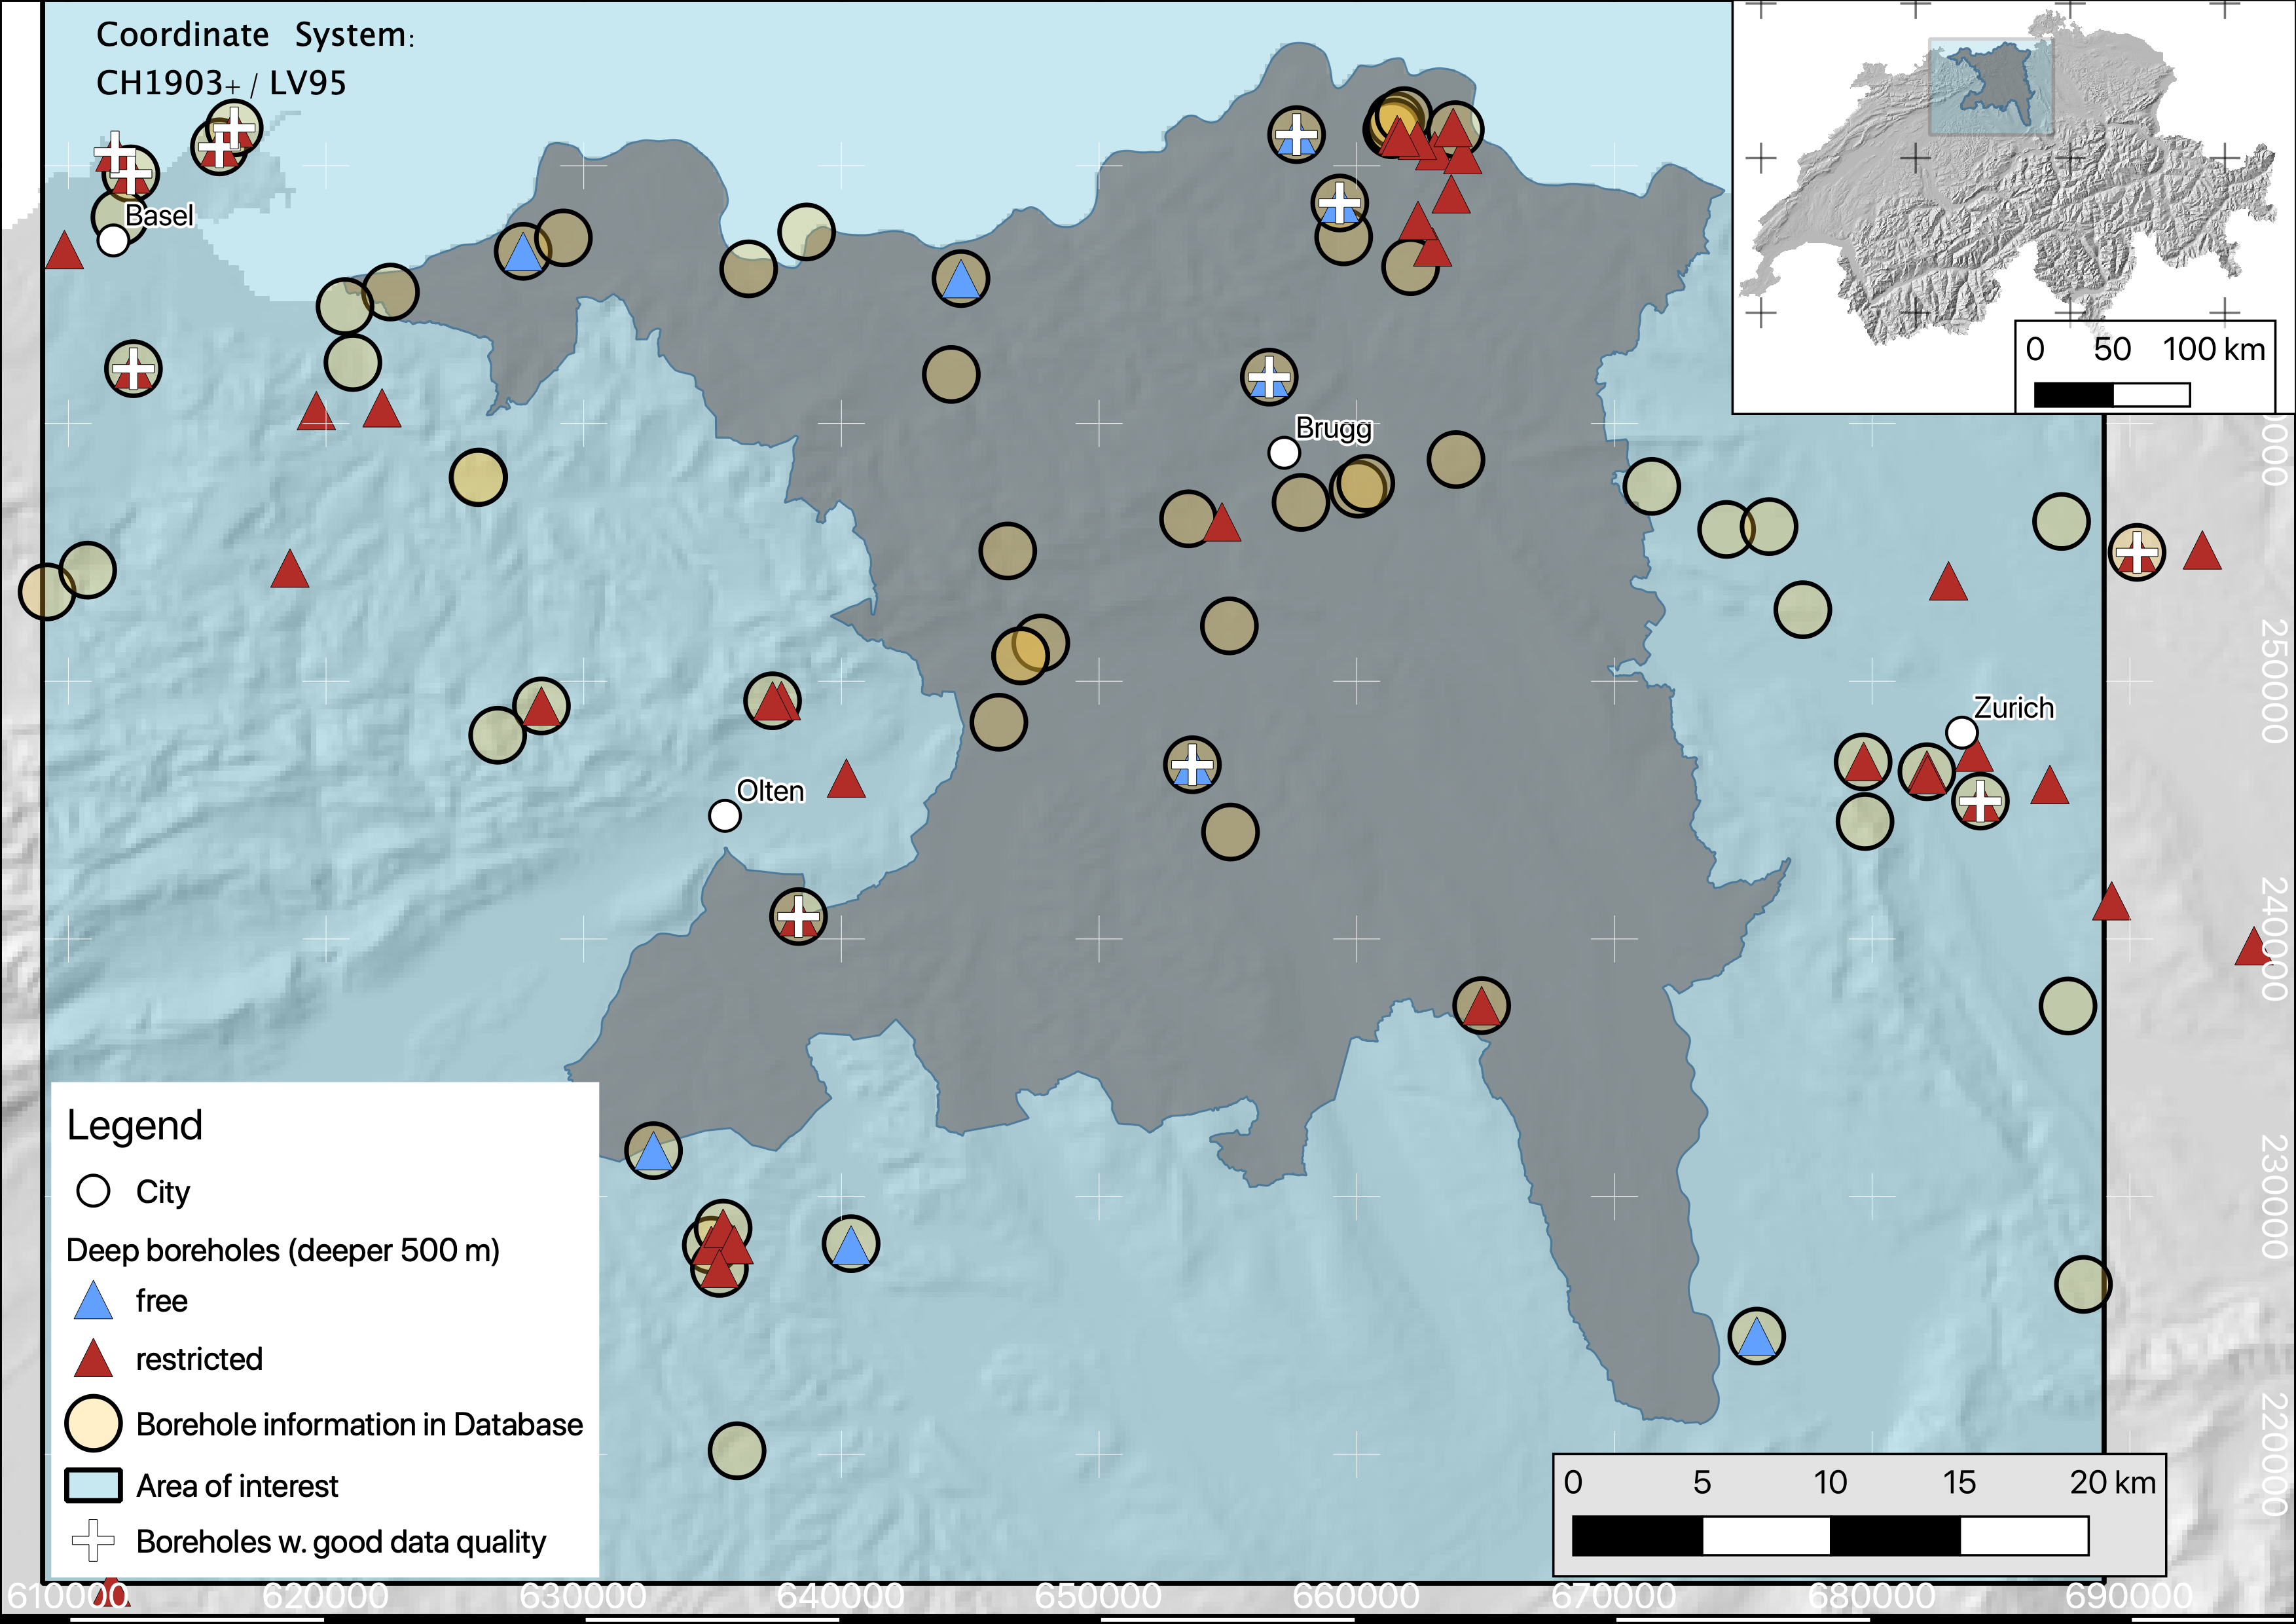 Coordinate System:
CH1903+ / LV95
0 50 100 km
Basel
Brugg
Zurich
Olten
0000
250000
240000
230000
220000
Legend
City
Deep boreholes (deeper 500 m)
free
restricted
Borehole information in Database
Area of interest
Boreholes w. good data quality
0 5 10 15 20 km
610000 620000 630000 640000 650000 660000 670000 680000 690000